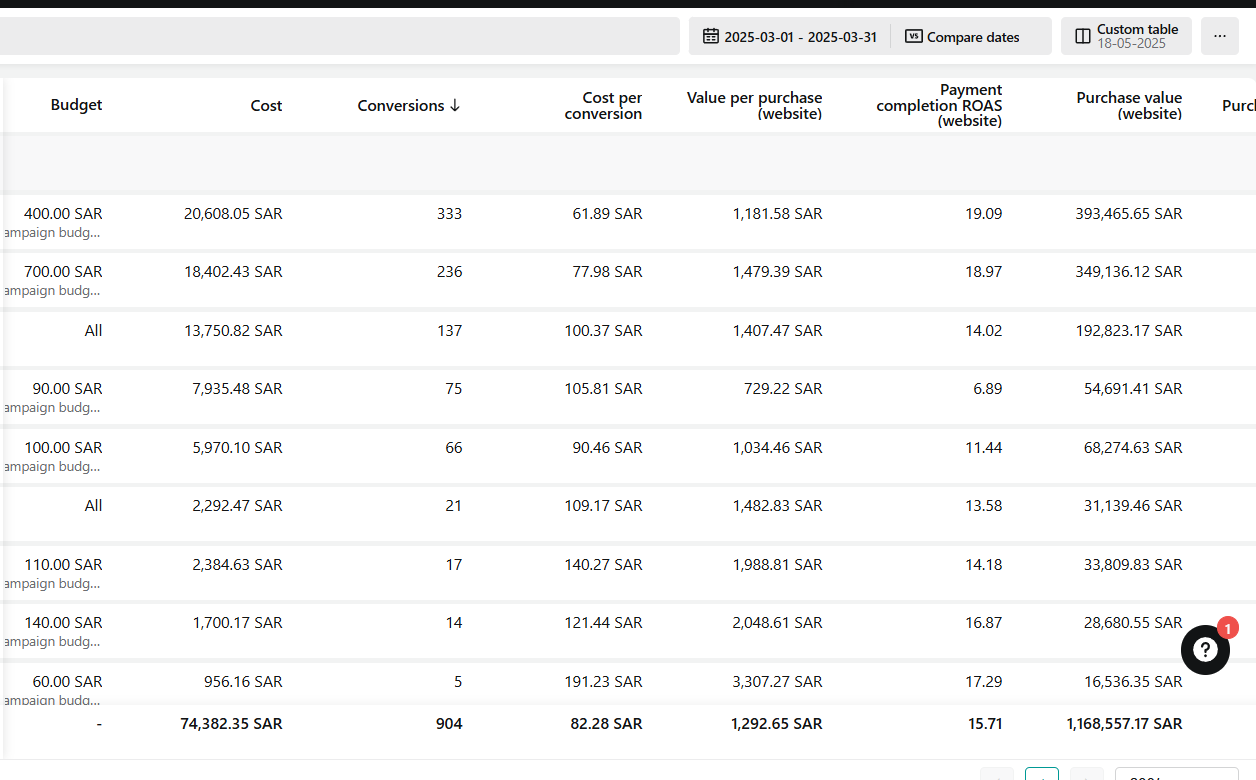 2025-03-01 - 2025-03-31 VS Compare dates Custom table ...
18-05-2025
Budget Cost Conversions ↓ Cost per conversion Value per purchase (website) Payment completion ROAS (website) Purchase value (website) Purc
400.00 SAR 20,608.05 SAR 333 61.89 SAR 1,181.58 SAR 19.09 393,465.65 SAR
ampaign budg...
700.00 SAR 18,402.43 SAR 236 77.98 SAR 1,479.39 SAR 18.97 349,136.12 SAR
ampaign budg...
All 13,750.82 SAR 137 100.37 SAR 1,407.47 SAR 14.02 192,823.17 SAR
90.00 SAR 7,935.48 SAR 75 105.81 SAR 729.22 SAR 6.89 54,691.41 SAR
ampaign budg...
100.00 SAR 5,970.10 SAR 66 90.46 SAR 1,034.46 SAR 11.44 68,274.63 SAR
ampaign budg...
All 2,292.47 SAR 21 109.17 SAR 1,482.83 SAR 13.58 31,139.46 SAR
110.00 SAR 2,384.63 SAR 17 140.27 SAR 1,988.81 SAR 14.18 33,809.83 SAR
ampaign budg...
140.00 SAR 1,700.17 SAR 14 121.44 SAR 2,048.61 SAR 16.87 28,680.55 SAR
ampaign budg...
1
?
60.00 SAR 956.16 SAR 5 191.23 SAR 3,307.27 SAR 17.29 16,536.35 SAR
ampaign budg...
- 74,382.35 SAR 904 82.28 SAR 1,292.65 SAR 15.71 1,168,557.17 SAR